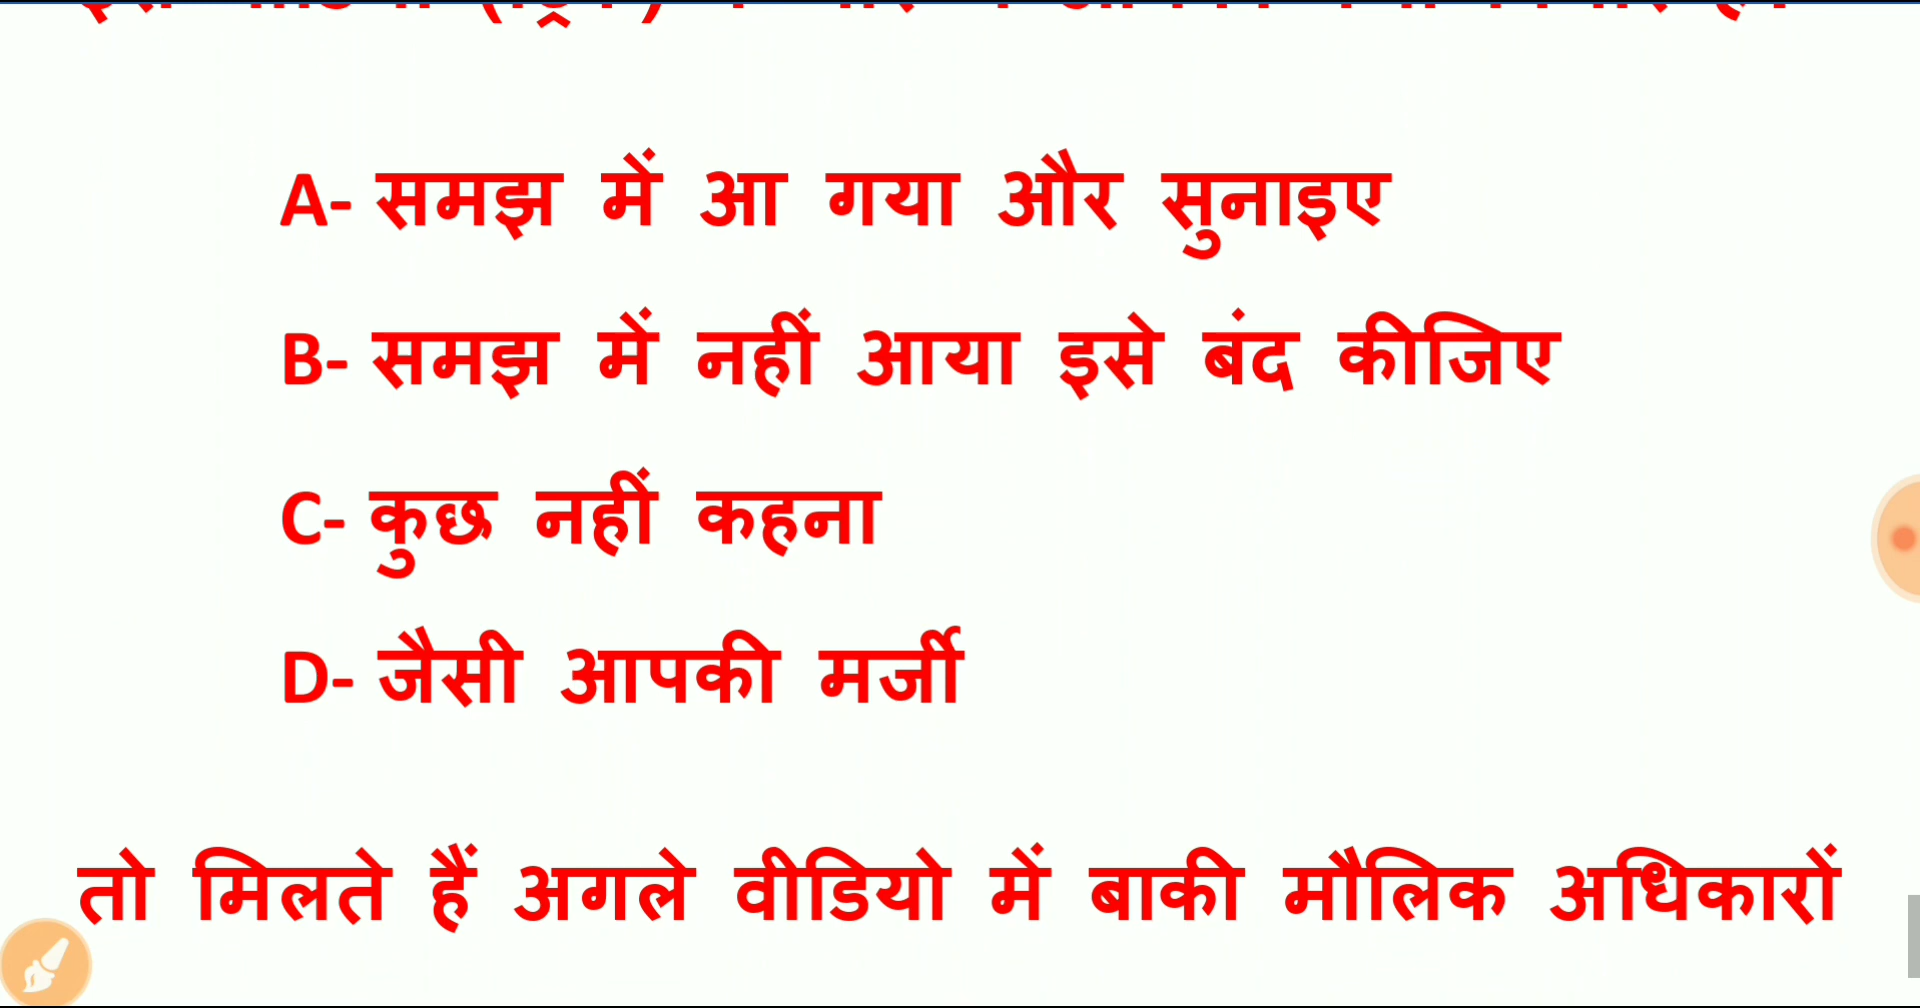 A- समझ में आ गया और सुनाइए
B- समझ में नहीं आया इसे बंद कीजिए
C- कुछ नहीं कहना
D- जैसी आपकी मर्जी
तो मिलते हैं अगले वीडियो में बाकी मौलिक अधिकारों